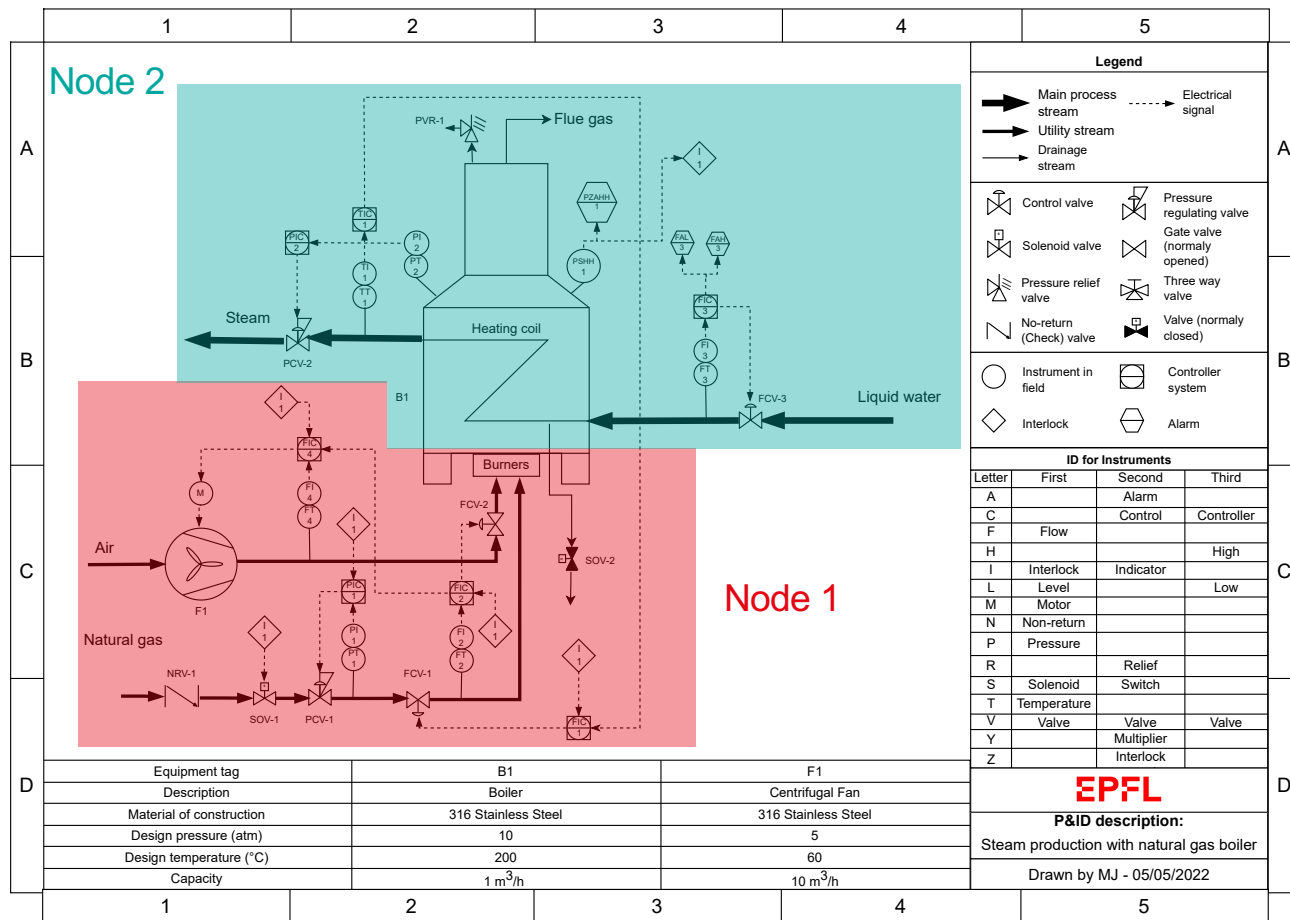 1 2 3 4 5
A
B
C
D
A
B
C
D
Node 2
PVR-1
Flue gas
I
1
PZAHH
1
TIC
1
PIC
2
PI
2
PT
2
TI
1
TT
1
PSHH
1
FAL
3
FAH
3
FIC
3
FI
3
FT
3
Steam
PCV-2
Heating coil
B1
FCV-3
Liquid water
I
1
FIC
4
M
FI
4
FT
4
Burners
FCV-2
I
1
Air
F1
SOV-2
Node 1
PIC
1
FIC
2
I
1
I
1
PI
1
PT
1
FI
2
FT
2
I
1
Natural gas
NRV-1
SOV-1
PCV-1
FCV-1
FIC
1
Legend
Main process
stream
Electrical
signal
Utility stream
Drainage
stream
Control valve
Pressure
regulating valve
Solenoid valve
Gate valve
(normaly
opened)
Pressure relief
valve
Three way
valve
No-return
(Check) valve
Valve (normaly
closed)
Instrument in
field
Controller
system
Interlock
Alarm
ID for Instruments
Letter First Second Third
A Alarm
C Control Controller
F Flow
H High
I Interlock Indicator
L Level Low
M Motor
N Non-return
P Pressure
R Relief
S Solenoid Switch
T Temperature
V Valve Valve Valve
Y Multiplier
Z Interlock
EPFL
P&ID description:
Steam production with natural gas boiler
Drawn by MJ - 05/05/2022
Equipment tag B1 F1
Description Boiler Centrifugal Fan
Material of construction 316 Stainless Steel 316 Stainless Steel
Design pressure (atm) 10 5
Design temperature (°C) 200 60
Capacity 1 m³/h 10 m³/h
1 2 3 4 5